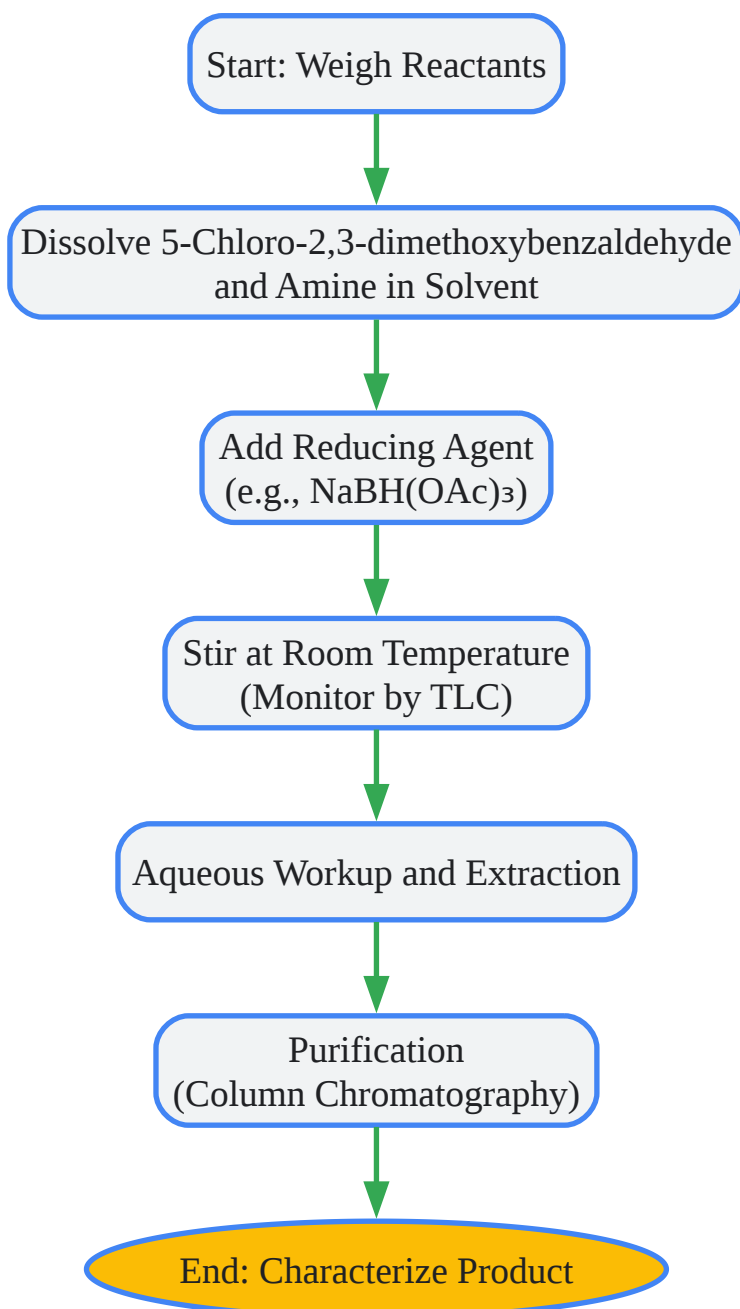 Start: Weigh Reactants
Dissolve 5-Chloro-2,3-dimethoxybenzaldehyde
and Amine in Solvent
Add Reducing Agent
(e.g., NaBH(OAc)₃)
Stir at Room Temperature
(Monitor by TLC)
Aqueous Workup and Extraction
Purification
(Column Chromatography)
End: Characterize Product